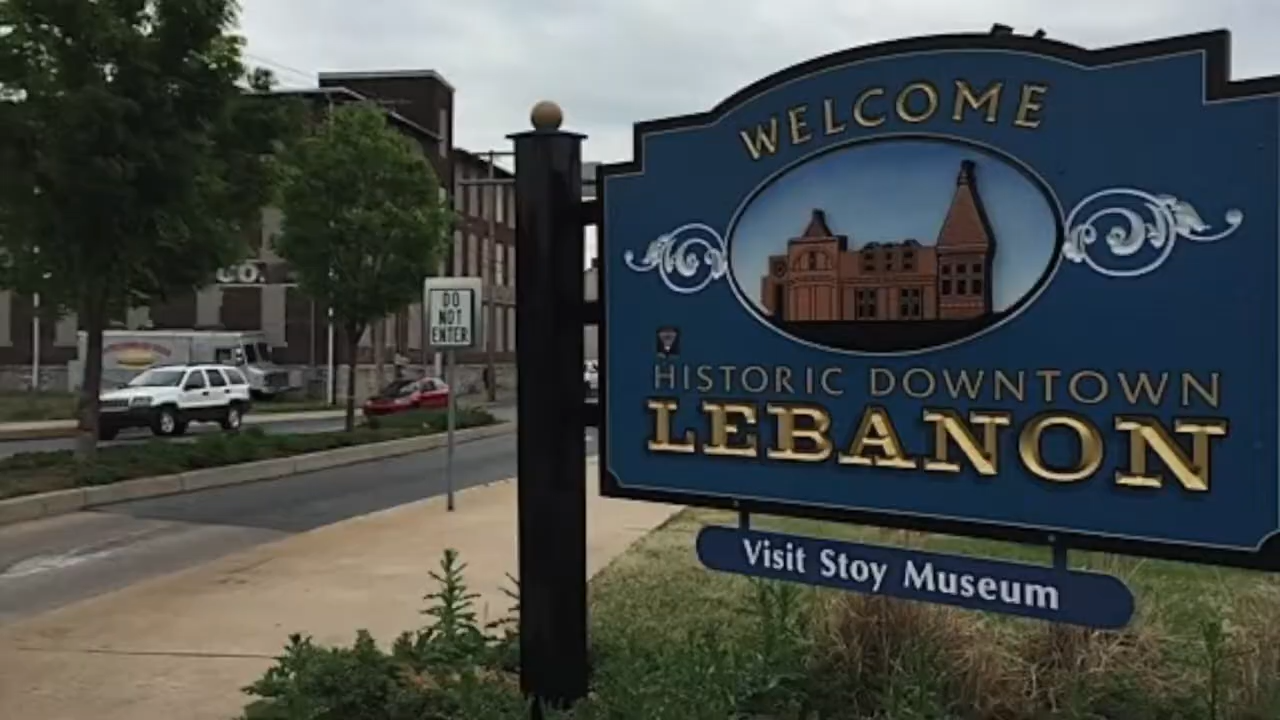 WELCOME
HISTORIC DOWNTOWN
LEBANON
Visit Stoy Museum
DO
NOT
ENTER
CO.